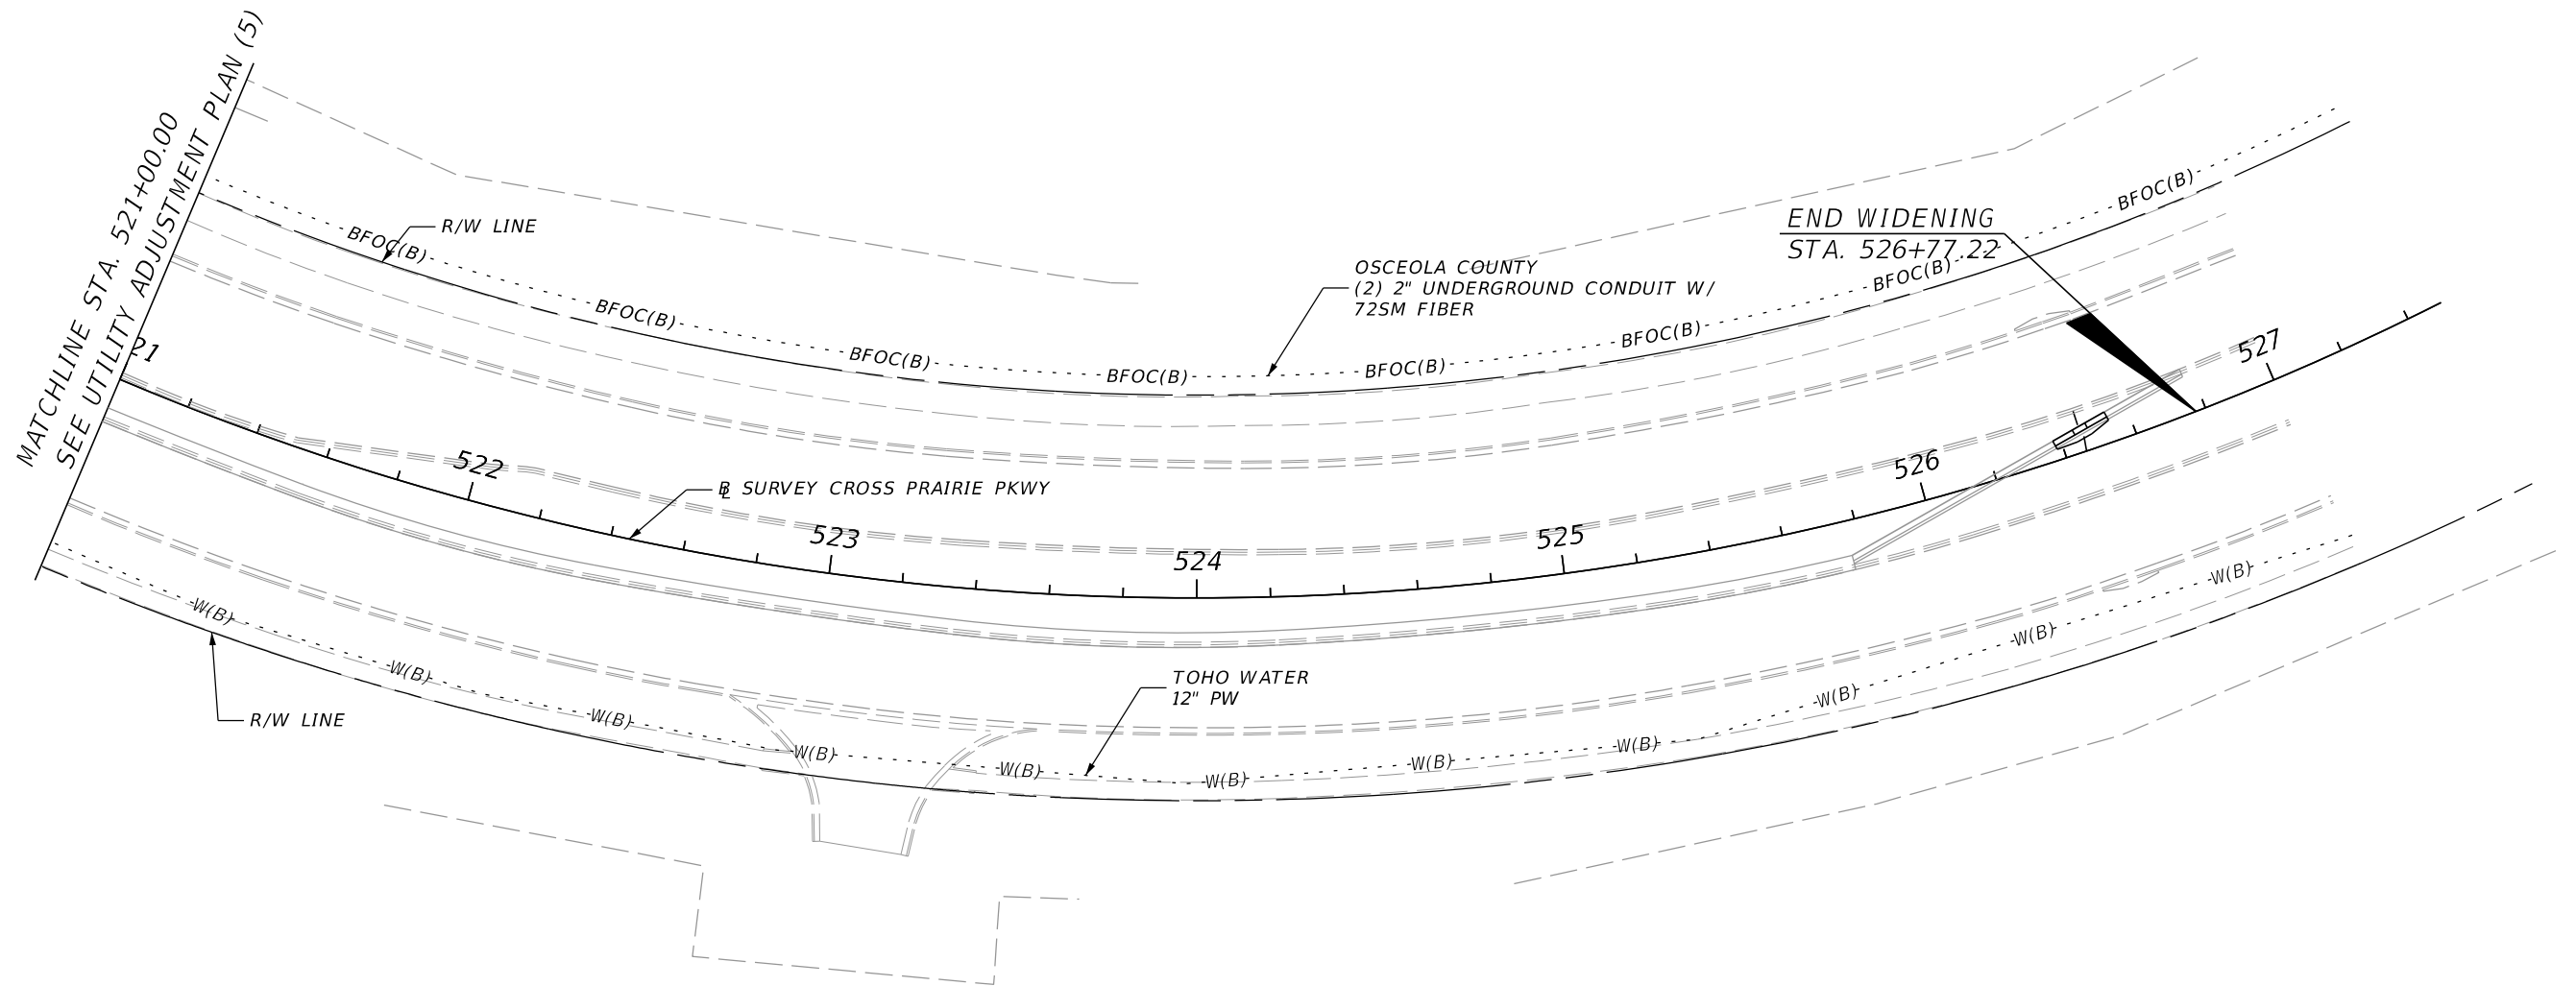 MATCHLINE STA. 521+00.00
SEE UTILITY ADJUSTMENT PLAN (5)
R/W LINE
BFOC(B)
BFOC(B)
BFOC(B)
BFOC(B)
BFOC(B)
BFOC(B)
BFOC(B)
BFOC(B)
OSCEOLA COUNTY
(2) 2" UNDERGROUND CONDUIT W/
72SM FIBER
END WIDENING
STA. 526+77.22
21
522
523
524
525
526
527
℄ SURVEY CROSS PRAIRIE PKWY
W(B)
W(B)
W(B)
W(B)
W(B)
W(B)
W(B)
W(B)
W(B)
W(B)
W(B)
TOHO WATER
12" PW
R/W LINE